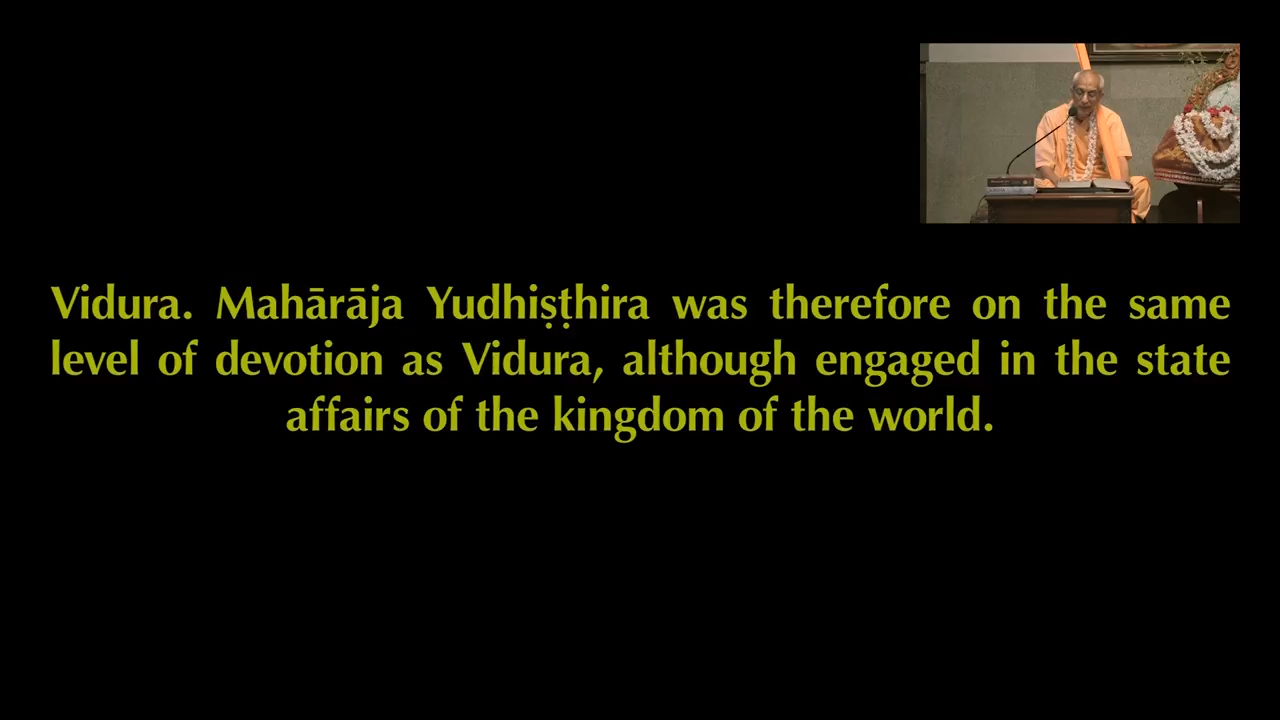 Vidura. Mahārāja Yudhiṣṭhira was therefore on the same
level of devotion as Vidura, although engaged in the state
affairs of the kingdom of the world.